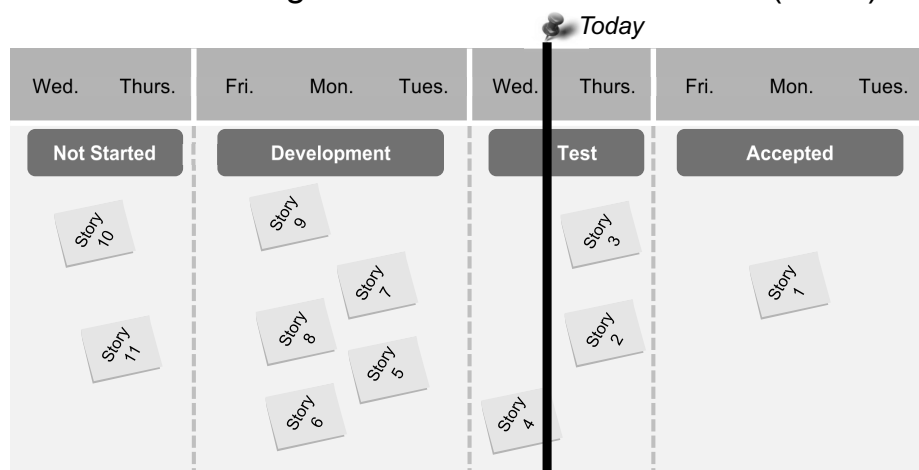 Today
Wed. Thurs. Fri. Mon. Tues. Wed. Thurs. Fri. Mon. Tues.
Not Started Development Test Accepted
Story
10
Story
11
Story
9
Story
7
Story
8
Story
5
Story
6
Story
3
Story
2
Story
4
Story
1